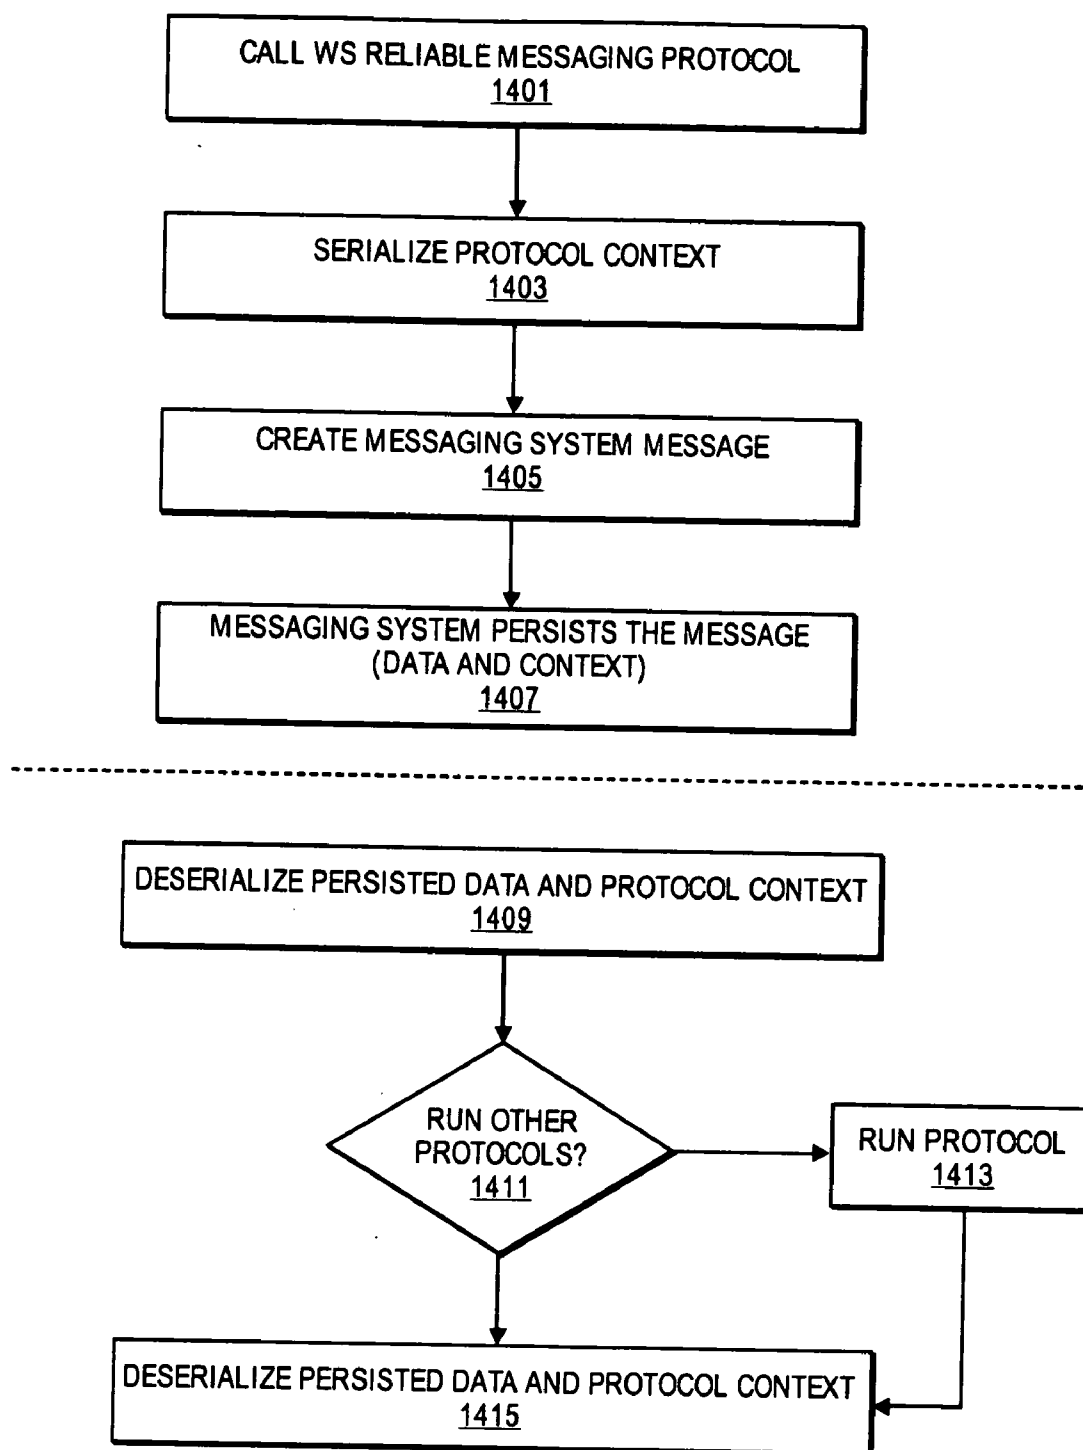 CALL WS RELIABLE MESSAGING PROTOCOL
1401
SERIALIZE PROTOCOL CONTEXT
1403
CREATE MESSAGING SYSTEM MESSAGE
1405
MESSAGING SYSTEM PERSISTS THE MESSAGE
(DATA AND CONTEXT)
1407
DESERIALIZE PERSISTED DATA AND PROTOCOL CONTEXT
1409
RUN OTHER
PROTOCOLS?
1411
RUN PROTOCOL
1413
DESERIALIZE PERSISTED DATA AND PROTOCOL CONTEXT
1415